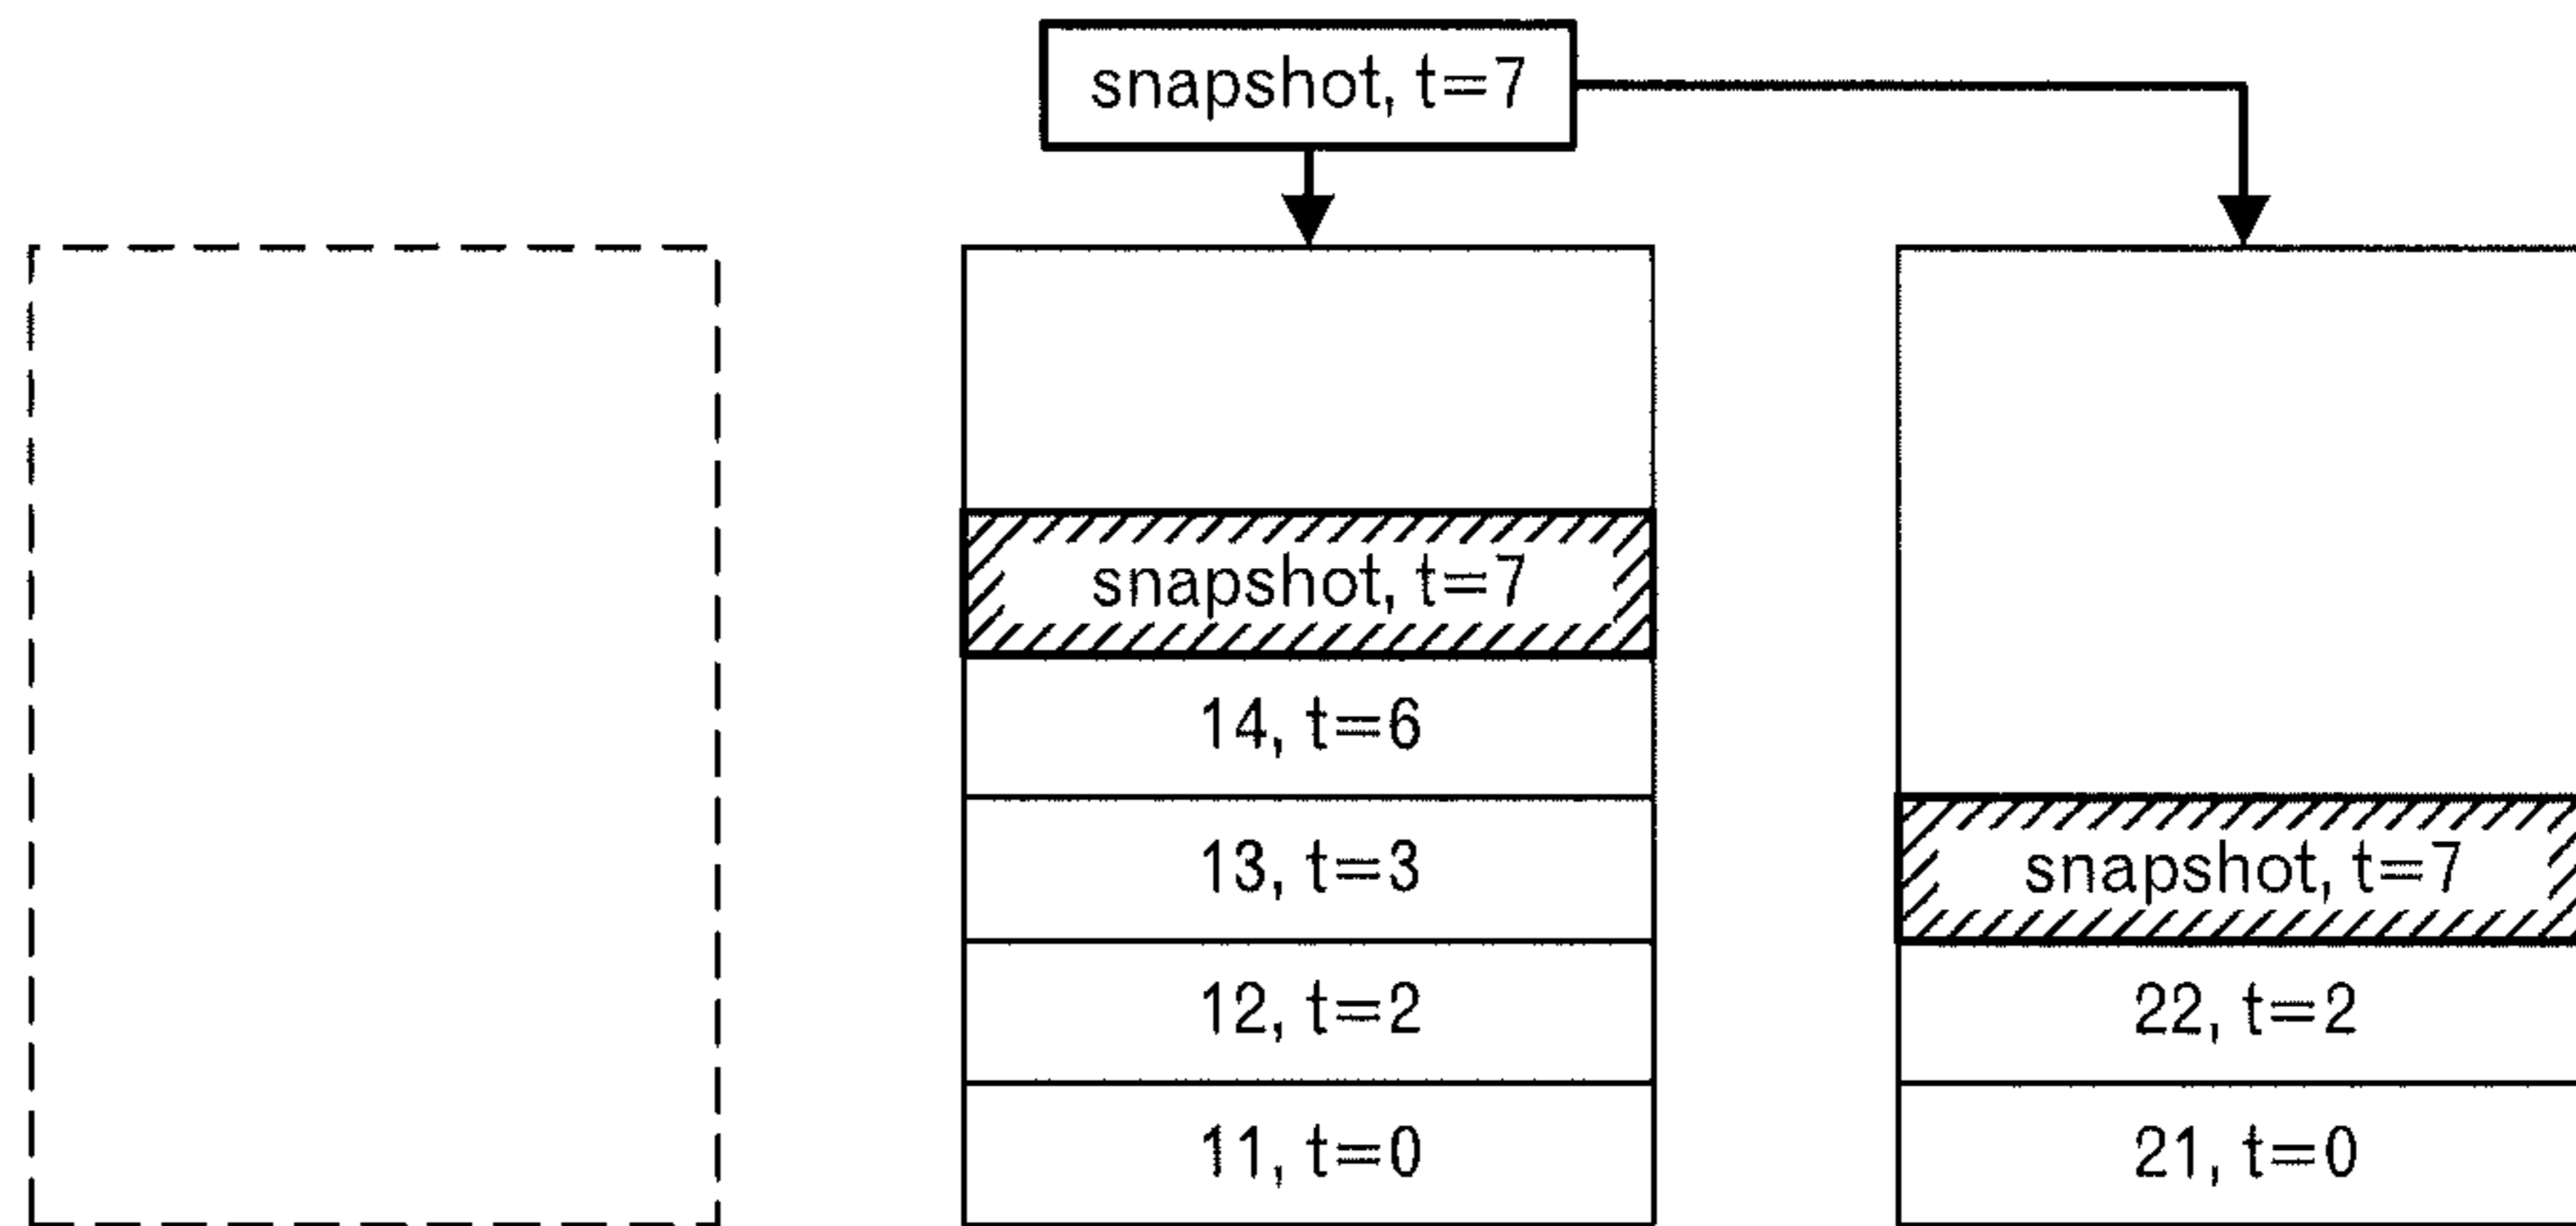 snapshot, t=7
snapshot, t=7
14, t=6
13, t=3
12, t=2
11, t=0
snapshot, t=7
22, t=2
21, t=0